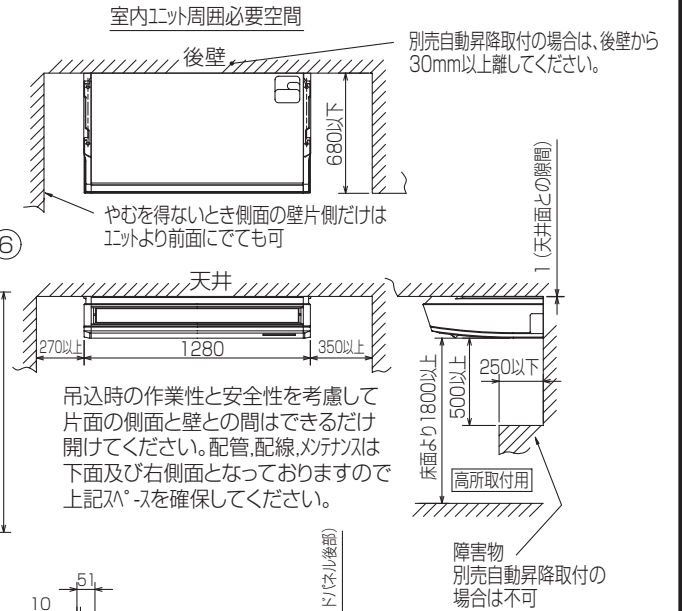 室内ユニット周囲必要空間
後壁
別売自動昇降取付の場合は、後壁から
30mm以上離してください。
680以下
やむを得ないとき側面の壁片側だけは
ユニットより前面にでても可
1（天井面との隙間）
6
天井
270以上
1280
350以上
吊込時の作業性と安全性を考慮して
片面の側面と壁との間はできるだけ
開けてください。配管,配線,メンテナンスは
下面及び右側面となっておりますので
上記スペースを確保してください。
床面より1800以上
500以上
250以下
高所取付用
障害物
別売自動昇降取付の
場合は不可
51
10
ドパネル後部）